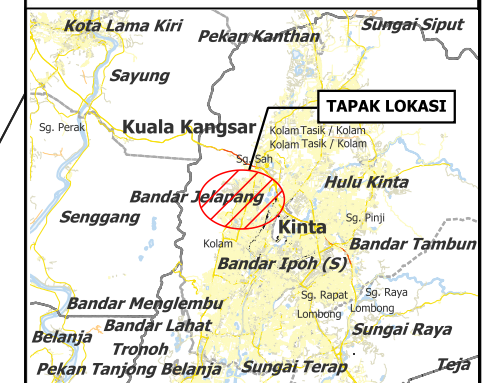 Kota Lama Kiri
Sungai Siput
Pekan Kanthan
Sayung
TAPAK LOKASI
Sg. Perak
Kuala Kangsar
Kolam Tasik / Kolam
Kolam Tasik / Kolam
Sg. Sah
Hulu Kinta
Bandar Jelapang
Senggang
Sg. Pinji
Kinta
Kolam
Bandar Tambun
Bandar Ipoh (S)
Sg. Rapat
Sg. Raya
Bandar Menglembu
Lombong
Lombong
Bandar Lahat
Sungai Raya
Belanja
Tronoh
Pekan Tanjong Belanja
Sungai Terap
Teja